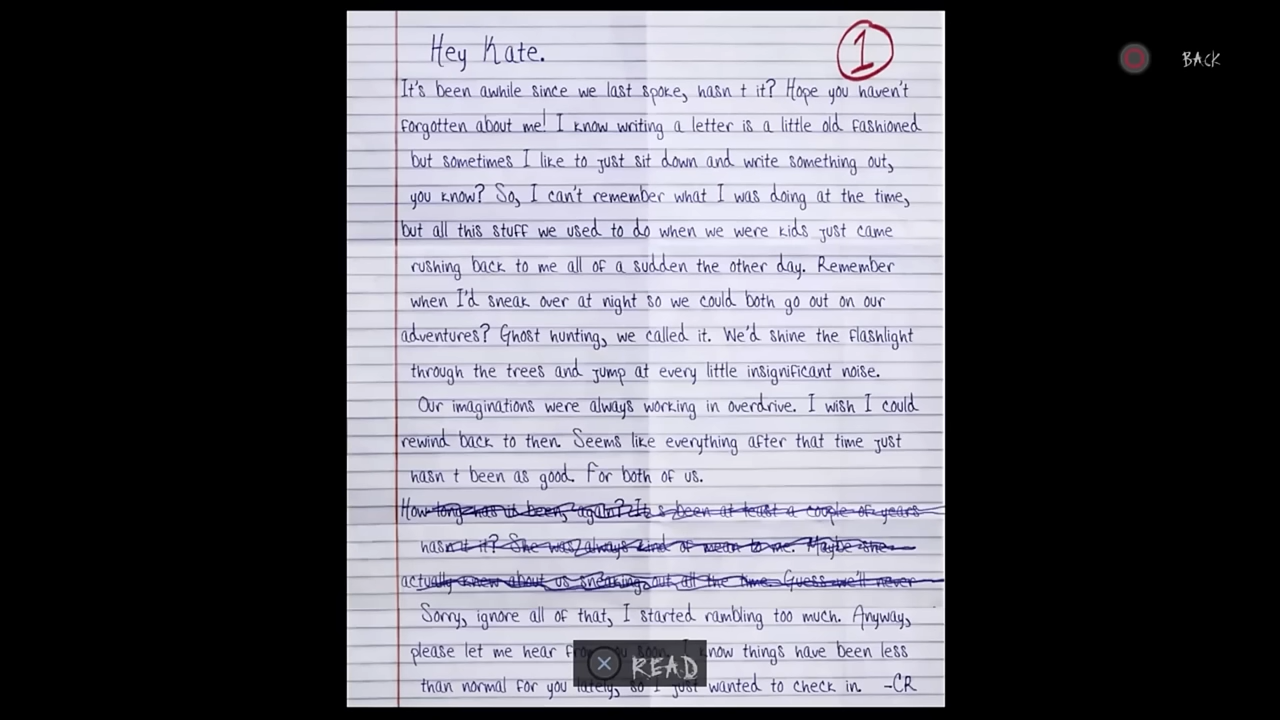 Hey Kate.
1
BACK
It's been awhile since we last spoke, hasn t it? Hope you haven't
forgotten about me! I know writing a letter is a little old fashioned
but sometimes I like to just sit down and write something out,
you know? So, I can't remember what I was doing at the time,
but all this stuff we used to do when we were kids just came
rushing back to me all of a sudden the other day. Remember
when I'd sneak over at night so we could both go out on our
adventures? Ghost hunting, we called it. We'd shine the flashlight
through the trees and jump at every little insignificant noise.
Our imaginations were always working in overdrive. I wish I could
rewind back to then. Seems like everything after that time just
hasn t been as good. For both of us.
How long has it been, again? It s been at least a couple of years
hasn t it? She was always kind of mean to me. Maybe she
actually knew about us sneaking out all the time. Guess we'll never
Sorry, ignore all of that, I started rambling too much. Anyway,
please let me hear from you soon. I know things have been less
than normal for you lately, so I just wanted to check in. -CR
READ